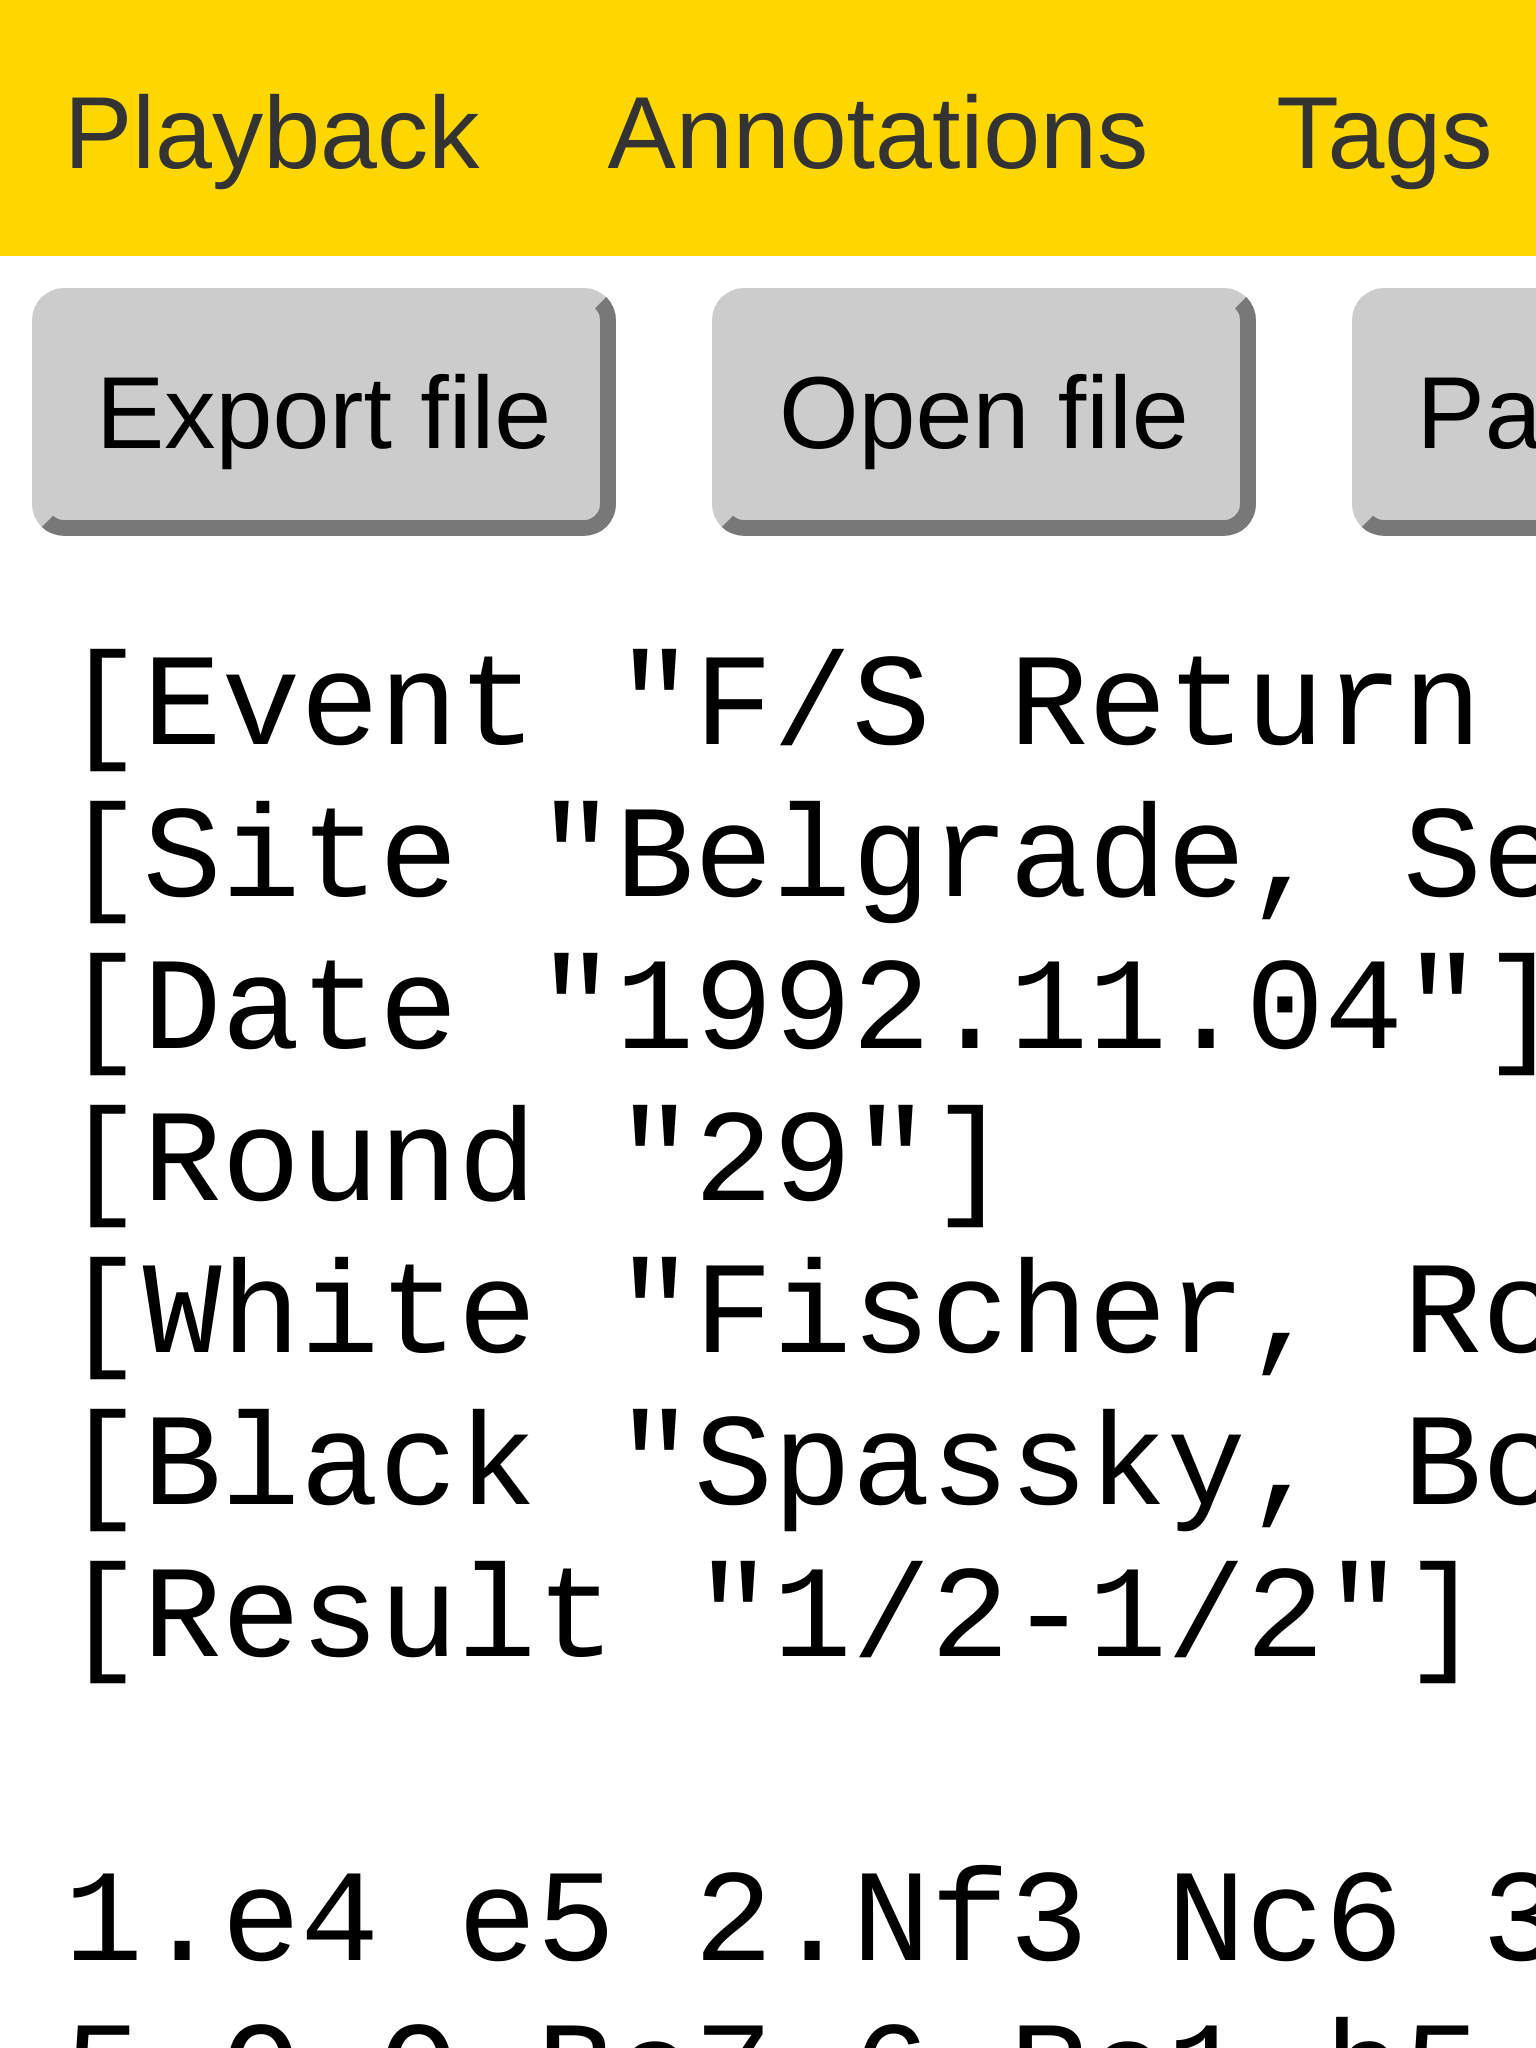 Playback Annotations Tags
Export file Open file Pa
[Event "F/S Return
[Site "Belgrade, Se
[Date "1992.11.04"]
[Round "29"]
[White "Fischer, Ro
[Black "Spassky, Bo
[Result "1/2-1/2"]
1.e4 e5 2.Nf3 Nc6 3